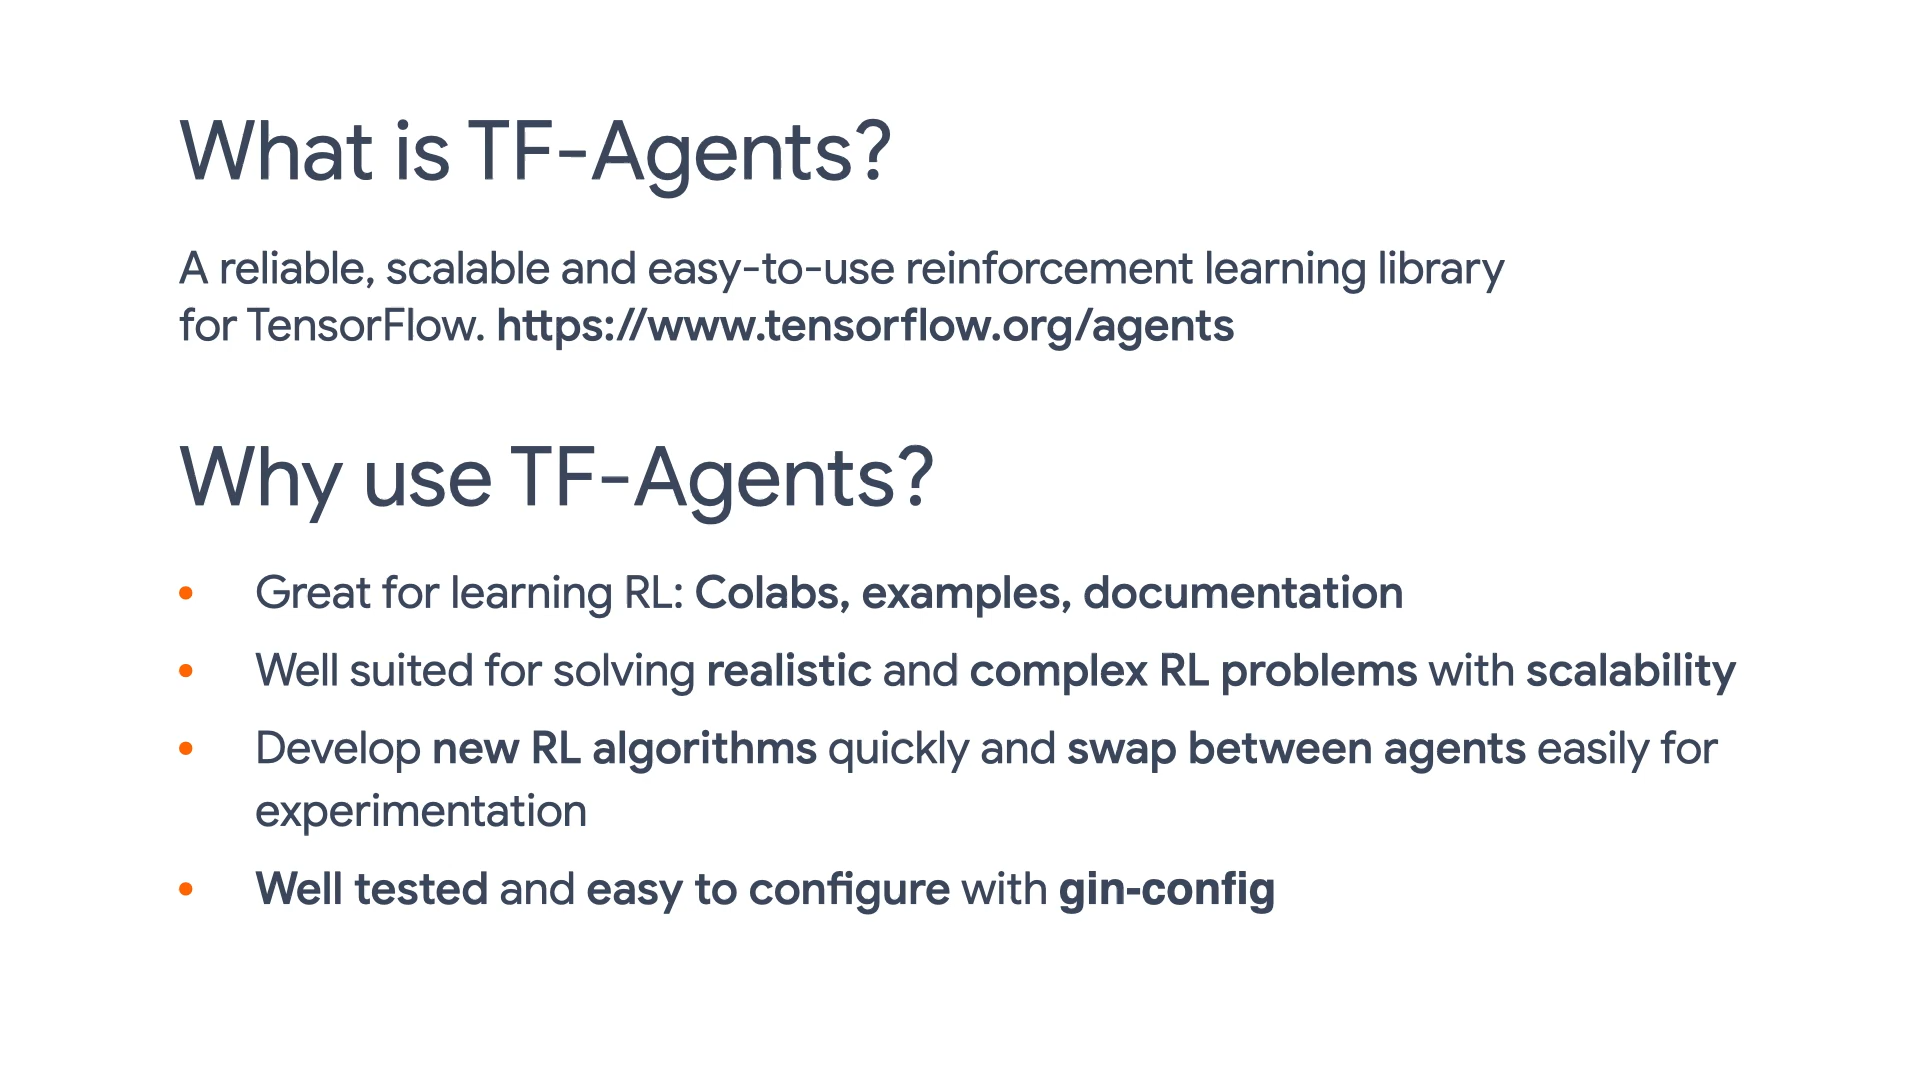 What is TF-Agents?
A reliable, scalable and easy-to-use reinforcement learning library
for TensorFlow. https://www.tensorflow.org/agents
Why use TF-Agents?
• Great for learning RL: Colabs, examples, documentation
• Well suited for solving realistic and complex RL problems with scalability
• Develop new RL algorithms quickly and swap between agents easily for
experimentation
• Well tested and easy to configure with gin-config